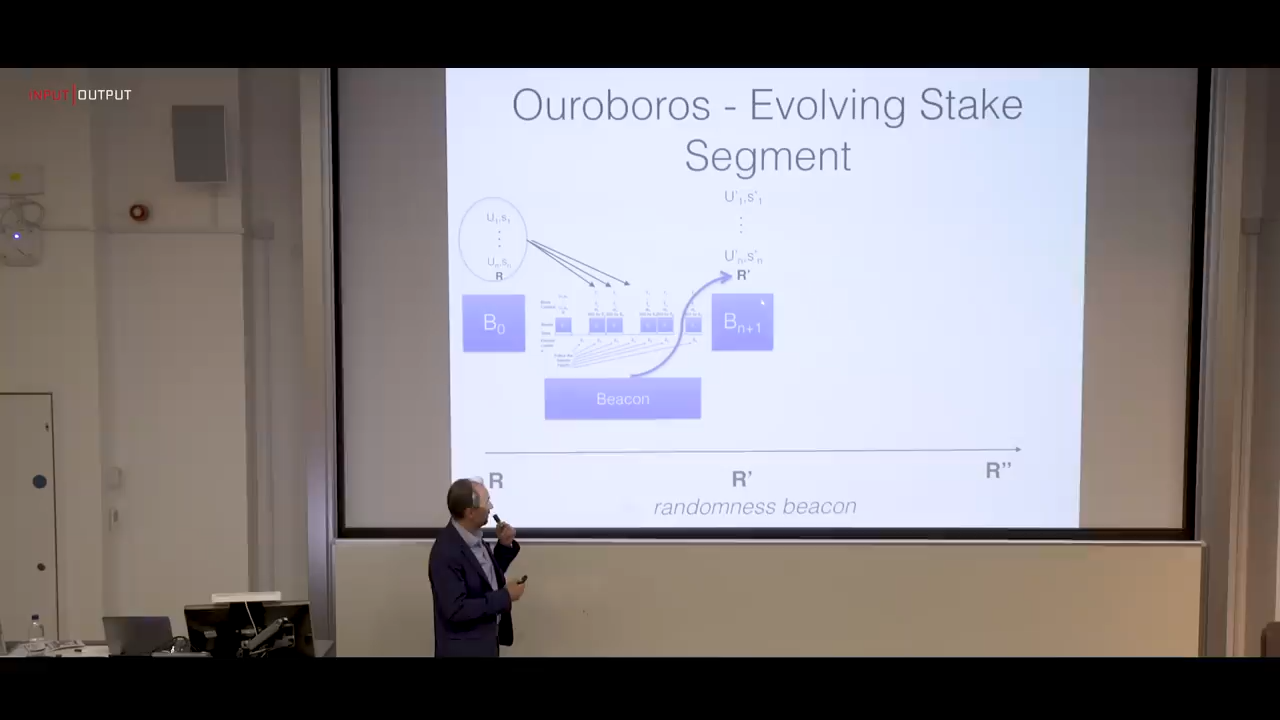 INPUT|OUTPUT
Ouroboros - Evolving Stake
Segment
U₁,s₁
Uₙ,sₙ
R
U'₁,s'₁
U'ₙ,s'ₙ
R'
B₀
Bₙ₊₁
Beacon
R
R'
R''
randomness beacon